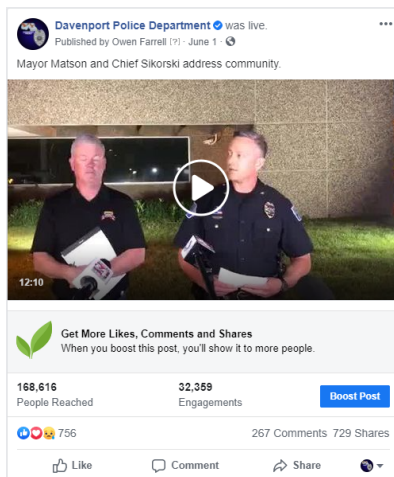 Davenport Police Department was live.
Published by Owen Farrell [?] · June 1 ·
Mayor Matson and Chief Sikorski address community.
12:10
Get More Likes, Comments and Shares
When you boost this post, you'll show it to more people.
168,616
People Reached
32,359
Engagements
Boost Post
756
267 Comments 729 Shares
Like
Comment
Share